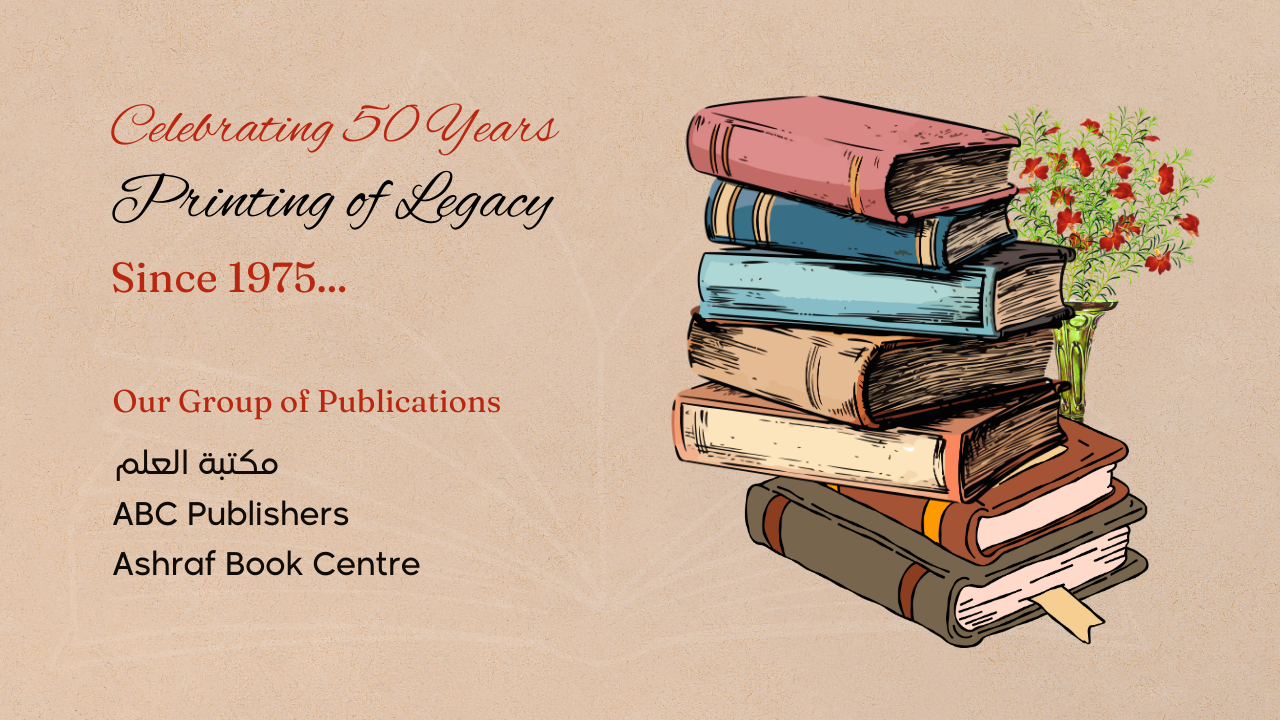 Celebrating 50 Years
Printing of Legacy
Since 1975...
Our Group of Publications
مكتبة العلم
ABC Publishers
Ashraf Book Centre